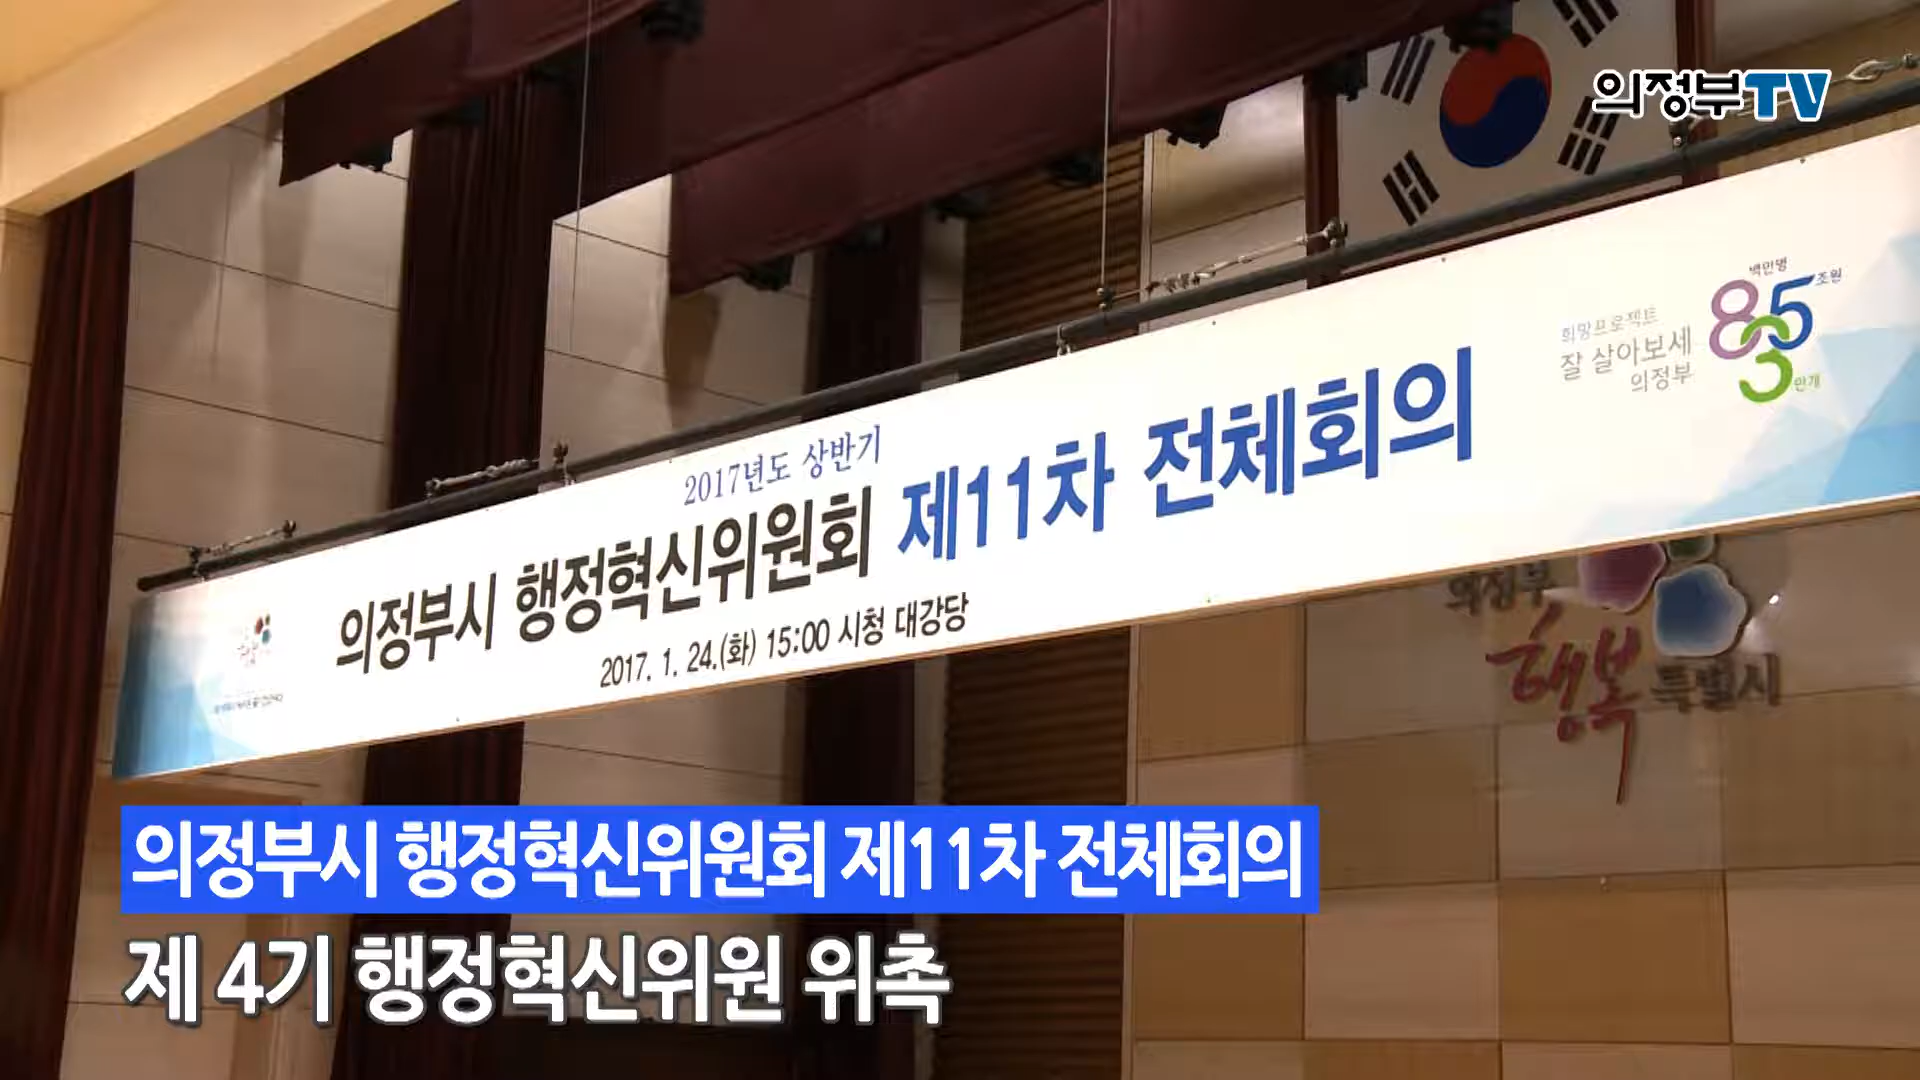 의정부TV
백만명
835
조원
만개
희망프로젝트
잘 살아보세
의정부
2017년도 상반기
의정부시 행정혁신위원회 제11차 전체회의
2017. 1. 24.(화) 15:00 시청 대강당
의정부
행복 특별시
의정부시 행정혁신위원회 제11차 전체회의
제 4기 행정혁신위원 위촉